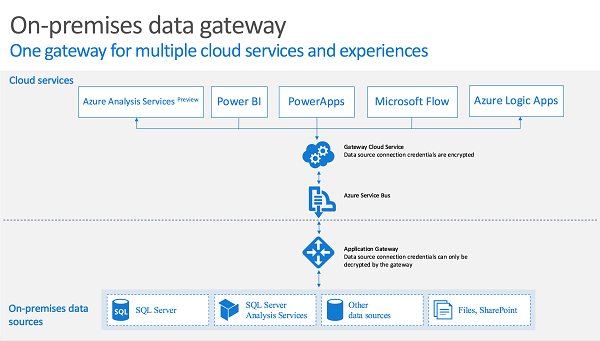 On-premises data gateway
One gateway for multiple cloud services and experiences
Cloud services
Azure Analysis Services Preview
Power BI
PowerApps
Microsoft Flow
Azure Logic Apps
Gateway Cloud Service
Data source connection credentials are encrypted
Azure Service Bus
Application Gateway
Data source connection credentials can only be
decrypted by the gateway
On-premises data
sources
SQL
SQL Server
SQL Server
Analysis Services
Other
data sources
Files, SharePoint